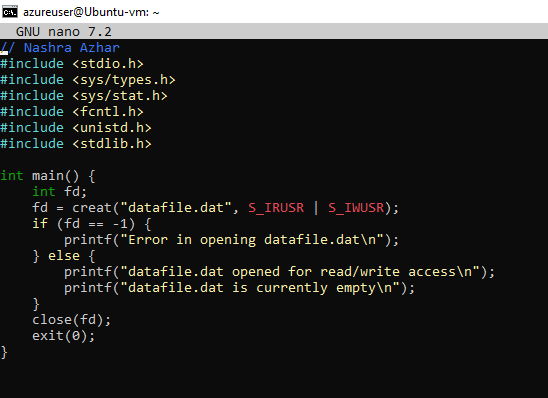 azureuser@Ubuntu-vm: ~
GNU nano 7.2
// Nashra Azhar
#include <stdio.h>
#include <sys/types.h>
#include <sys/stat.h>
#include <fcntl.h>
#include <unistd.h>
#include <stdlib.h>
int main() {
    int fd;
    fd = creat("datafile.dat", S_IRUSR | S_IWUSR);
    if (fd == -1) {
        printf("Error in opening datafile.dat\n");
    } else {
        printf("datafile.dat opened for read/write access\n");
        printf("datafile.dat is currently empty\n");
    }
    close(fd);
    exit(0);
}